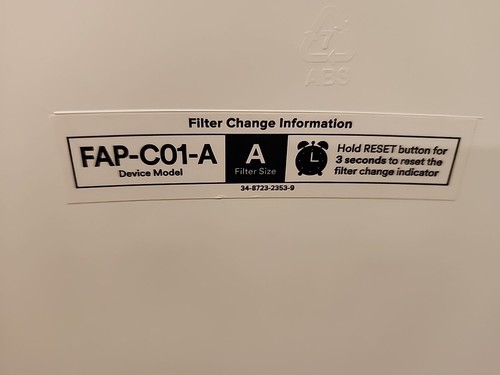 7
ABS
Filter Change Information
FAP-C01-A
Device Model
A
Filter Size
Hold RESET button for
3 seconds to reset the
filter change indicator
34-8723-2353-9